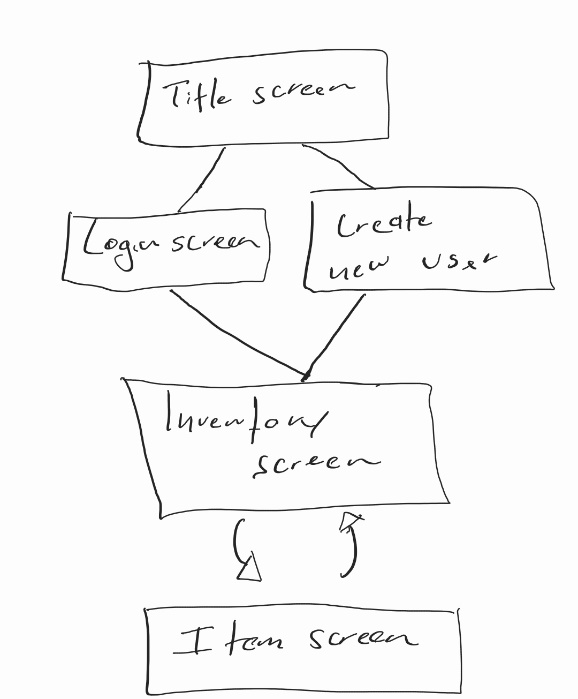 Title screen
Login screen
Create
new user
Inventory
screen
Item screen